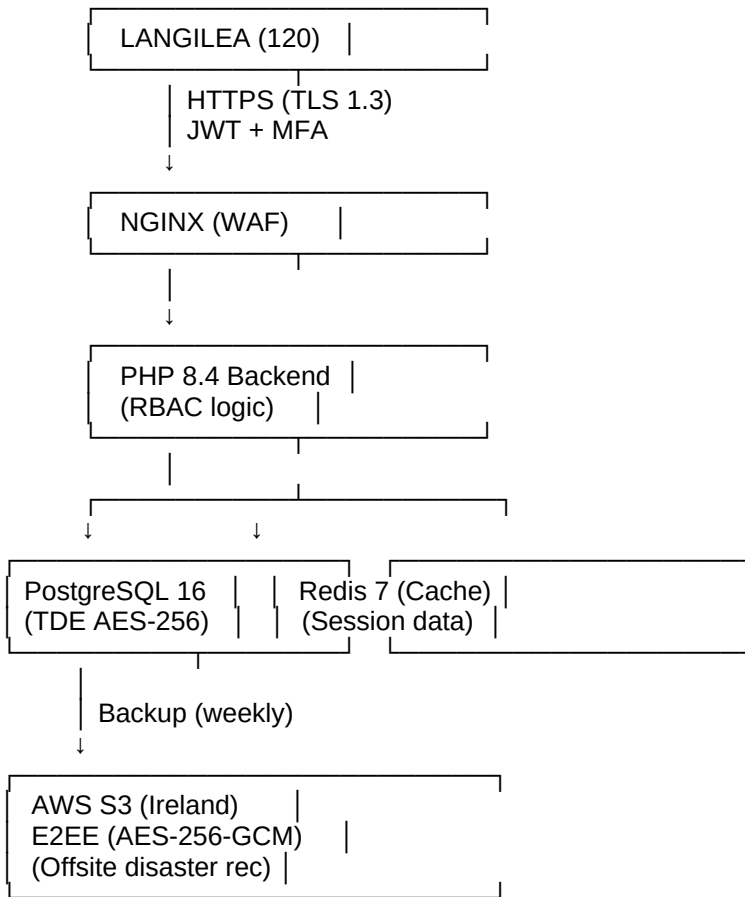 LANGILEA (120)
HTTPS (TLS 1.3)
JWT + MFA
↓
NGINX (WAF)
↓
PHP 8.4 Backend
(RBAC logic)
↓ ↓
PostgreSQL 16 Redis 7 (Cache)
(TDE AES-256) (Session data)
Backup (weekly)
↓
AWS S3 (Ireland)
E2EE (AES-256-GCM)
(Offsite disaster rec)